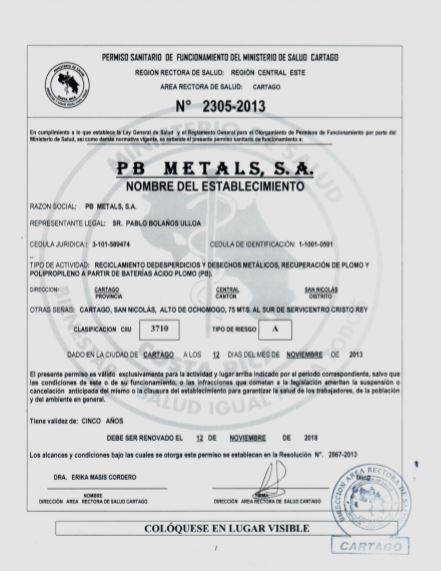 PERMISO SANITARIO DE FUNCIONAMIENTO DEL MINISTERIO DE SALUD CARTAGO
REGION RECTORA DE SALUD: REGIÓN CENTRAL ESTE
AREA RECTORA DE SALUD: CARTAGO
N° 2305-2013
En cumplimiento a lo que establece la Ley General de Salud y el Reglamento General para el Otorgamiento de Permisos de Funcionamiento por parte del
Ministerio de Salud, así como demás normativa vigente, se extiende el presente permiso sanitario de funcionamiento a:
PB METALS, S.A.
NOMBRE DEL ESTABLECIMIENTO
RAZON SOCIAL: PB METALS, S.A.
REPRESENTANTE LEGAL: SR. PABLO BOLAÑOS ULLOA
CEDULA JURIDICA: 3-101-589474 CEDULA DE IDENTIFICACIÓN: 1-1001-0591
TIPO DE ACTIVIDAD: RECICLAMIENTO DEDESPERDICIOS Y DESECHOS METÁLICOS, RECUPERACIÓN DE PLOMO Y
POLIPROPILENO A PARTIR DE BATERÍAS ÁCIDO PLOMO (PB).
DIRECCION: CARTAGO CENTRAL SAN NICOLÁS
PROVINCIA CANTON DISTRITO
OTRAS SEÑAS: CARTAGO, SAN NICOLÁS, ALTO DE OCHOMOGO, 75 MTS. AL SUR DE SERVICENTRO CRISTO REY
CLASIFICACION CIIU 3710 TIPO DE RIESGO A
DADO EN LA CIUDAD DE CARTAGO A LOS 12 DIAS DEL MES DE NOVIEMBRE DE 2013
El presente permiso es válido exclusivamente para la actividad y lugar arriba indicado por el periodo correspondiente, salvo que
las condiciones de este o de su funcionamiento, o las infracciones que cometan a la legislación ameriten la suspensión o
cancelación anticipada del mismo o la clausura del establecimiento para garantizar la salud de los trabajadores, de la población
y del ambiente en general.
Tiene validez de: CINCO AÑOS
DEBE SER RENOVADO EL 12 DE NOVIEMBRE DE 2018
Los alcances y condiciones bajo las cuales se otorga este permiso se establecen en la Resolución N°. 2867-2013
DRA. ERIKA MASIS CORDERO
NOMBRE FIRMA
DIRECCIÓN AREA RECTORA DE SALUD CARTAGO DIRECCIÓN AREA RECTORA DE SALUD CARTAGO
COLÓQUESE EN LUGAR VISIBLE
DIRECCION AREA RECTORA DE
CARTAGO